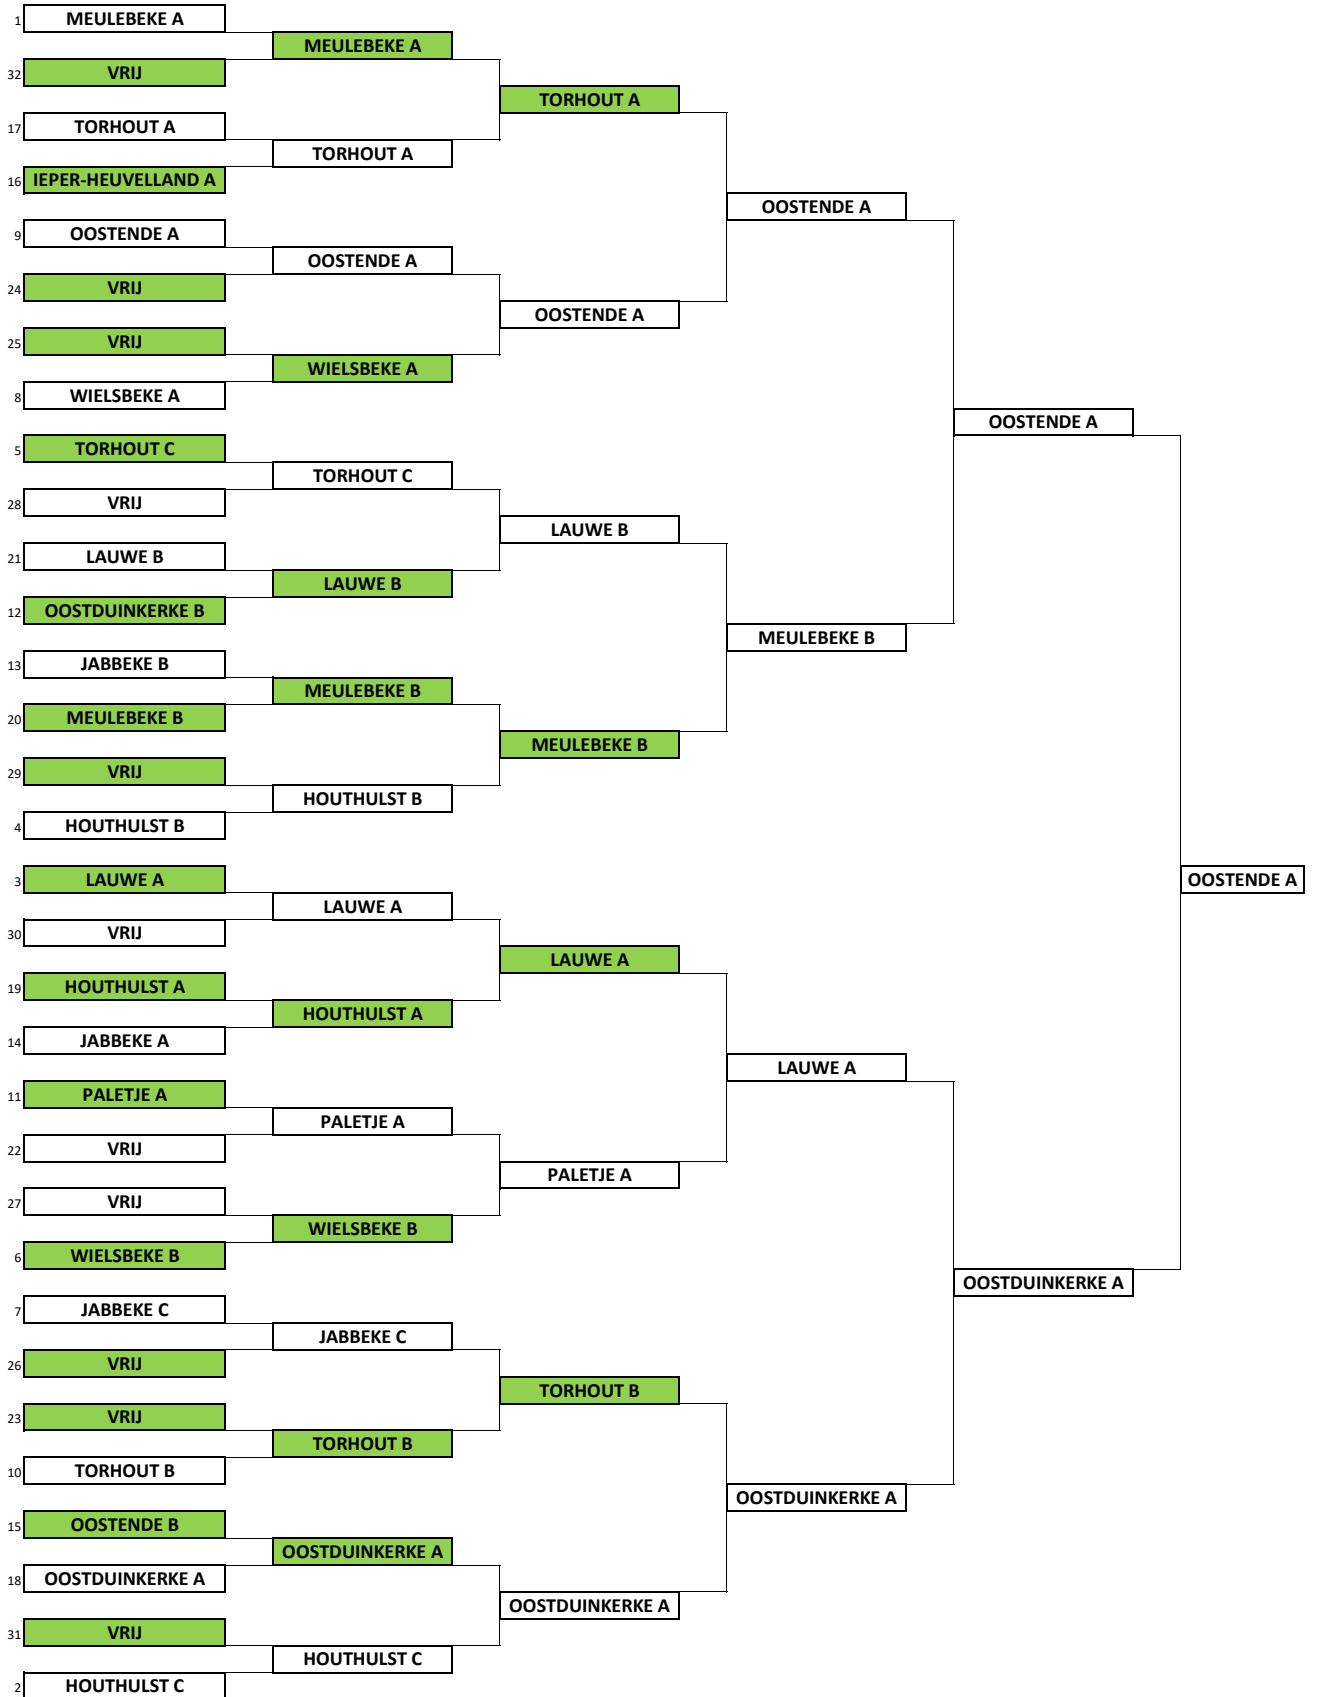 1 MEULEBEKE A
MEULEBEKE A
32 VRIJ
TORHOUT A
17 TORHOUT A
TORHOUT A
16 IEPER-HEUVELLAND A
OOSTENDE A
9 OOSTENDE A
OOSTENDE A
24 VRIJ
OOSTENDE A
25 VRIJ
WIELSBEKE A
8 WIELSBEKE A
OOSTENDE A
5 TORHOUT C
TORHOUT C
28 VRIJ
LAUWE B
21 LAUWE B
LAUWE B
12 OOSTDUINKERKE B
MEULEBEKE B
13 JABBEKE B
MEULEBEKE B
20 MEULEBEKE B
MEULEBEKE B
29 VRIJ
HOUTHULST B
4 HOUTHULST B
3 LAUWE A
OOSTENDE A
LAUWE A
30 VRIJ
LAUWE A
19 HOUTHULST A
HOUTHULST A
14 JABBEKE A
LAUWE A
11 PALETJE A
PALETJE A
22 VRIJ
PALETJE A
27 VRIJ
WIELSBEKE B
6 WIELSBEKE B
OOSTDUINKERKE A
7 JABBEKE C
JABBEKE C
26 VRIJ
TORHOUT B
23 VRIJ
TORHOUT B
10 TORHOUT B
OOSTDUINKERKE A
15 OOSTENDE B
OOSTDUINKERKE A
18 OOSTDUINKERKE A
OOSTDUINKERKE A
31 VRIJ
HOUTHULST C
2 HOUTHULST C